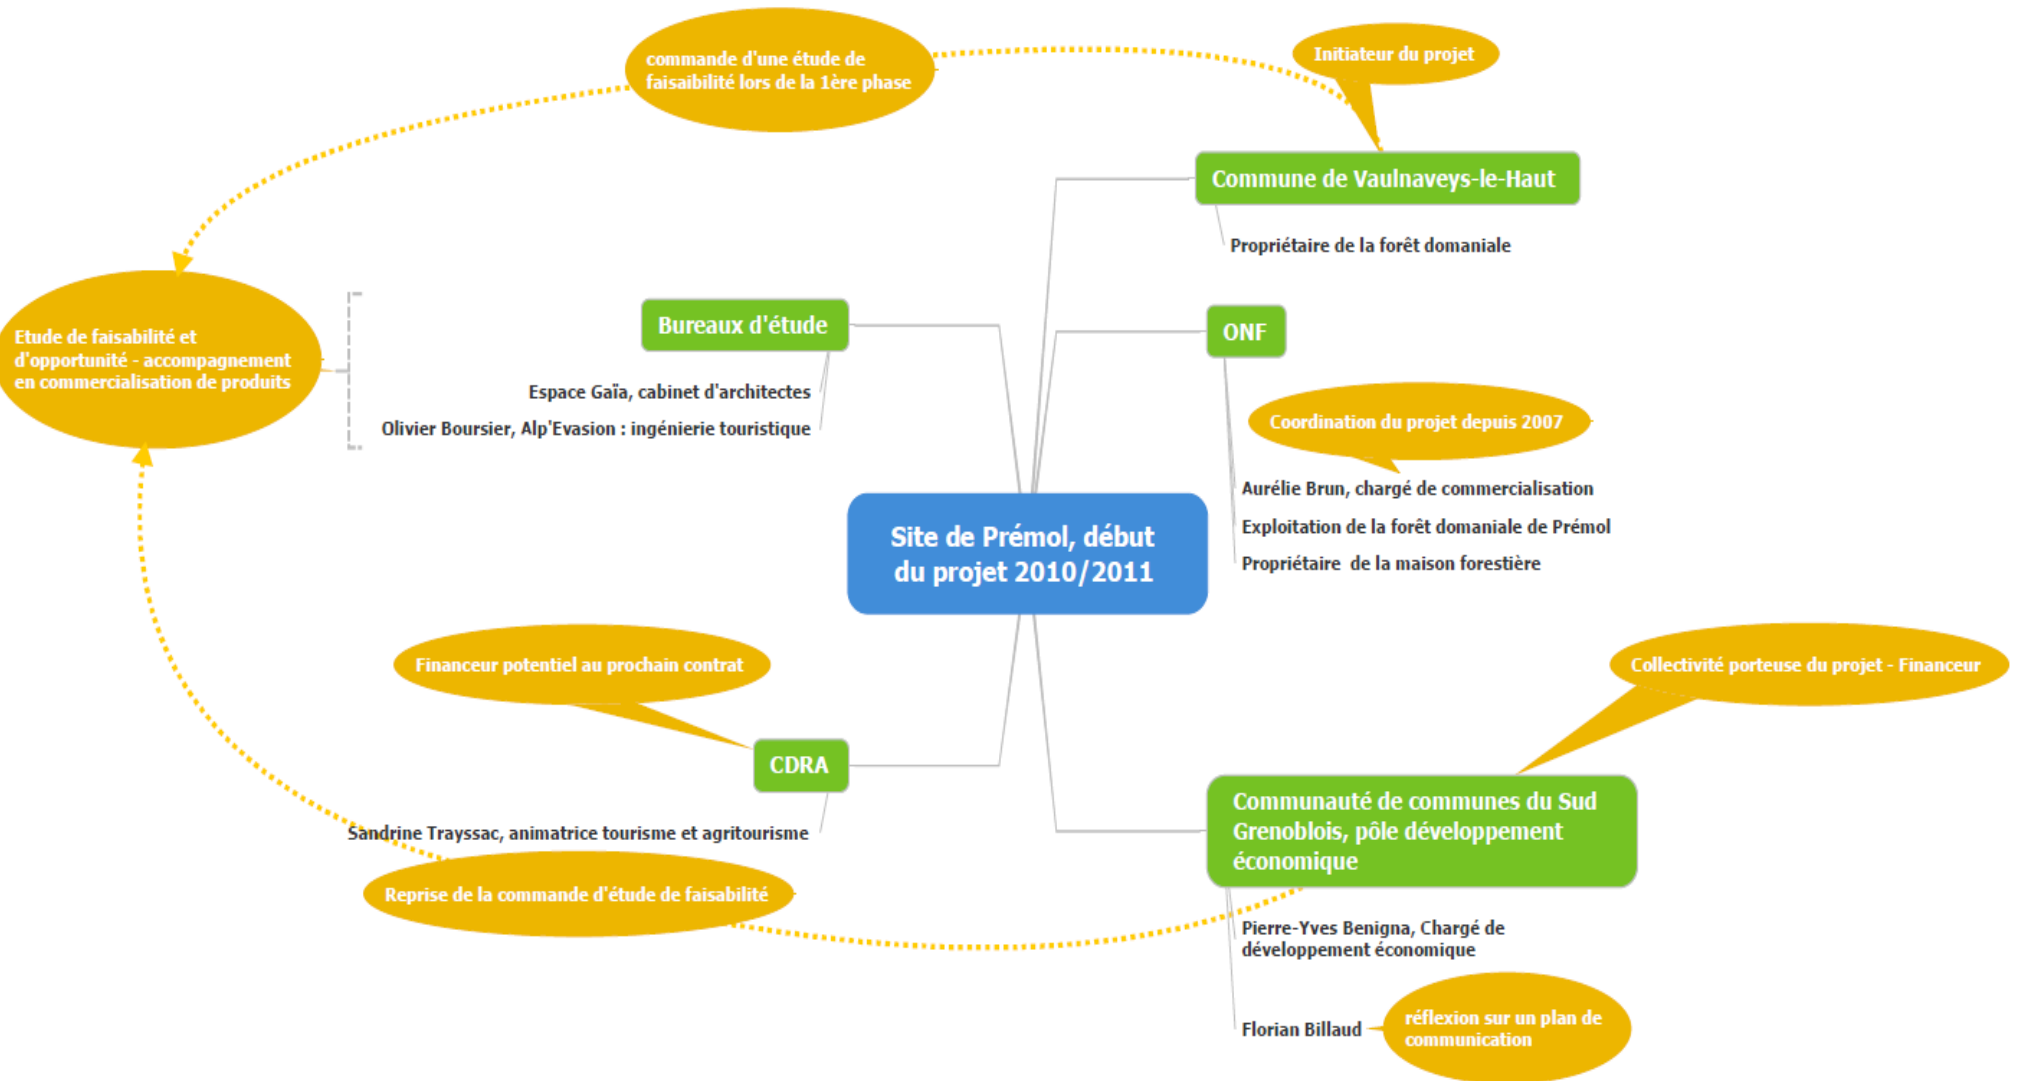 commande d'une étude de
faisaibilité lors de la 1ère phase
Initiateur du projet
Commune de Vaulnaveys-le-Haut
Propriétaire de la forêt domaniale
Bureaux d'étude
Espace Gaïa, cabinet d'architectes
Olivier Boursier, Alp'Evasion : ingénierie touristique
Etude de faisabilité et
d'opportunité - accompagnement
en commercialisation de produits
ONF
Coordination du projet depuis 2007
Aurélie Brun, chargé de commercialisation
Exploitation de la forêt domaniale de Prémol
Propriétaire de la maison forestière
Site de Prémol, début
du projet 2010/2011
Financeur potentiel au prochain contrat
CDRA
Sandrine Trayssac, animatrice tourisme et agritourisme
Reprise de la commande d'étude de faisabilité
Collectivité porteuse du projet - Financeur
Communauté de communes du Sud
Grenoblois, pôle développement
économique
Pierre-Yves Benigna, Chargé de
développement économique
Florian Billaud
réflexion sur un plan de
communication